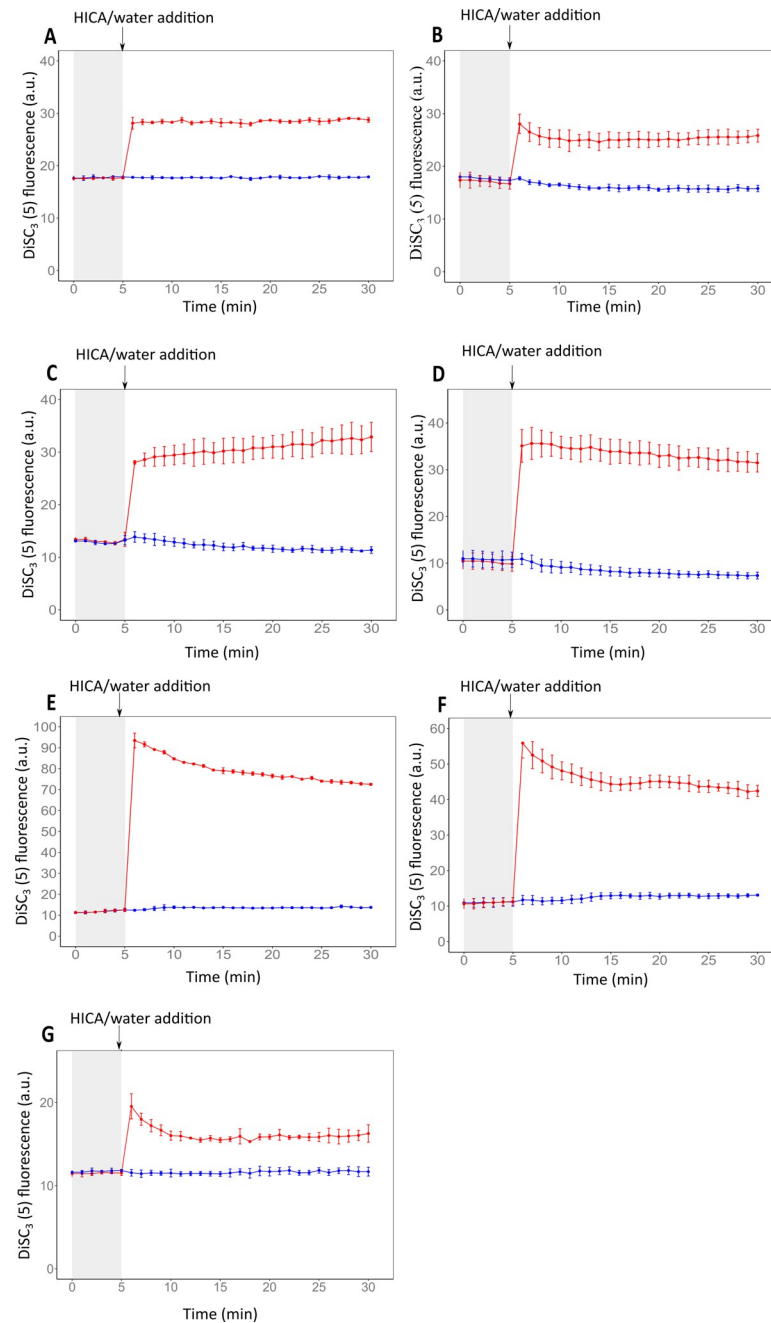 HICA/water addition
A
DiSC₃ (5) fluorescence (a.u.)
40
30
20
10
0
0 5 10 15 20 25 30
Time (min)
HICA/water addition
B
DiSC₃ (5) fluorescence (a.u.)
40
30
20
10
0
0 5 10 15 20 25 30
Time (min)
HICA/water addition
C
DiSC₃ (5) fluorescence (a.u.)
40
30
20
10
0
0 5 10 15 20 25 30
Time (min)
HICA/water addition
D
DiSC₃ (5) fluorescence (a.u.)
40
30
20
10
0
0 5 10 15 20 25 30
Time (min)
HICA/water addition
E
DiSC₃ (5) fluorescence (a.u.)
100
90
80
70
60
50
40
30
20
10
0
0 5 10 15 20 25 30
Time (min)
HICA/water addition
F
DiSC₃ (5) fluorescence (a.u.)
60
50
40
30
20
10
0
0 5 10 15 20 25 30
Time (min)
HICA/water addition
G
DiSC₃ (5) fluorescence (a.u.)
20
10
0
0 5 10 15 20 25 30
Time (min)